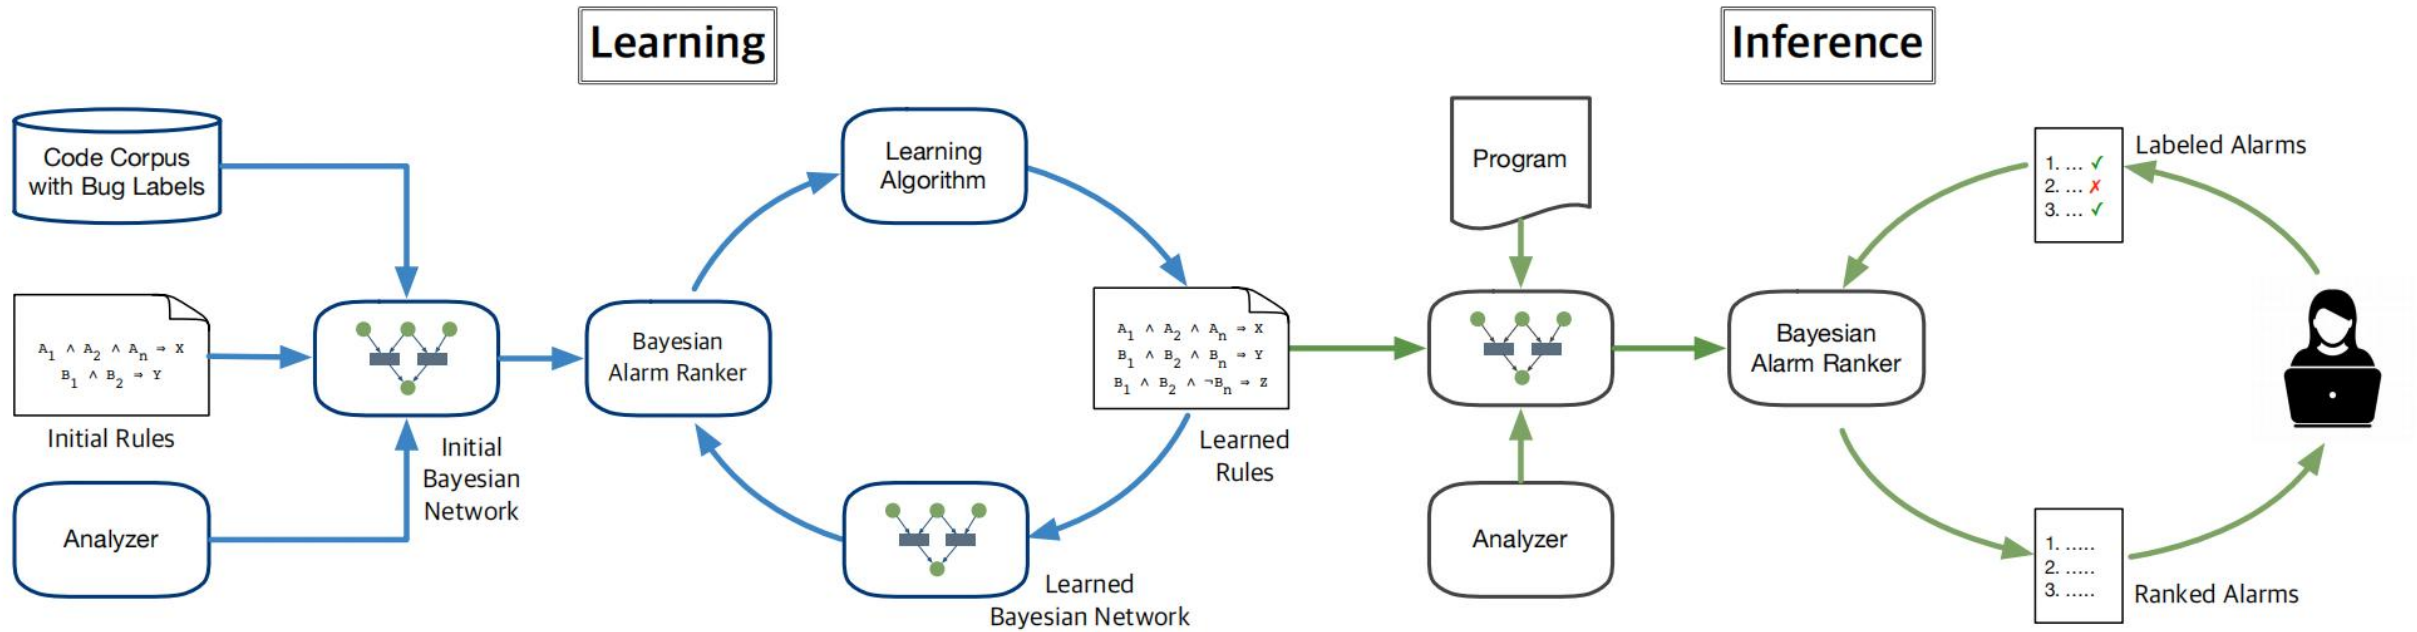 Learning
Code Corpus
with Bug Labels
A1 ∧ A2 ∧ An ⇒ X
B1 ∧ B2 ⇒ Y
Initial Rules
Analyzer
Initial
Bayesian
Network
Bayesian
Alarm Ranker
Learning
Algorithm
A1 ∧ A2 ∧ An ⇒ X
B1 ∧ B2 ∧ Bn ⇒ Y
B1 ∧ B2 ∧ ¬Bn ⇒ Z
Learned
Rules
Learned
Bayesian Network
Inference
Program
Analyzer
Bayesian
Alarm Ranker
1. ... ✓
2. ... ✗
3. ... ✓
Labeled Alarms
1. .....
2. .....
3. .....
Ranked Alarms